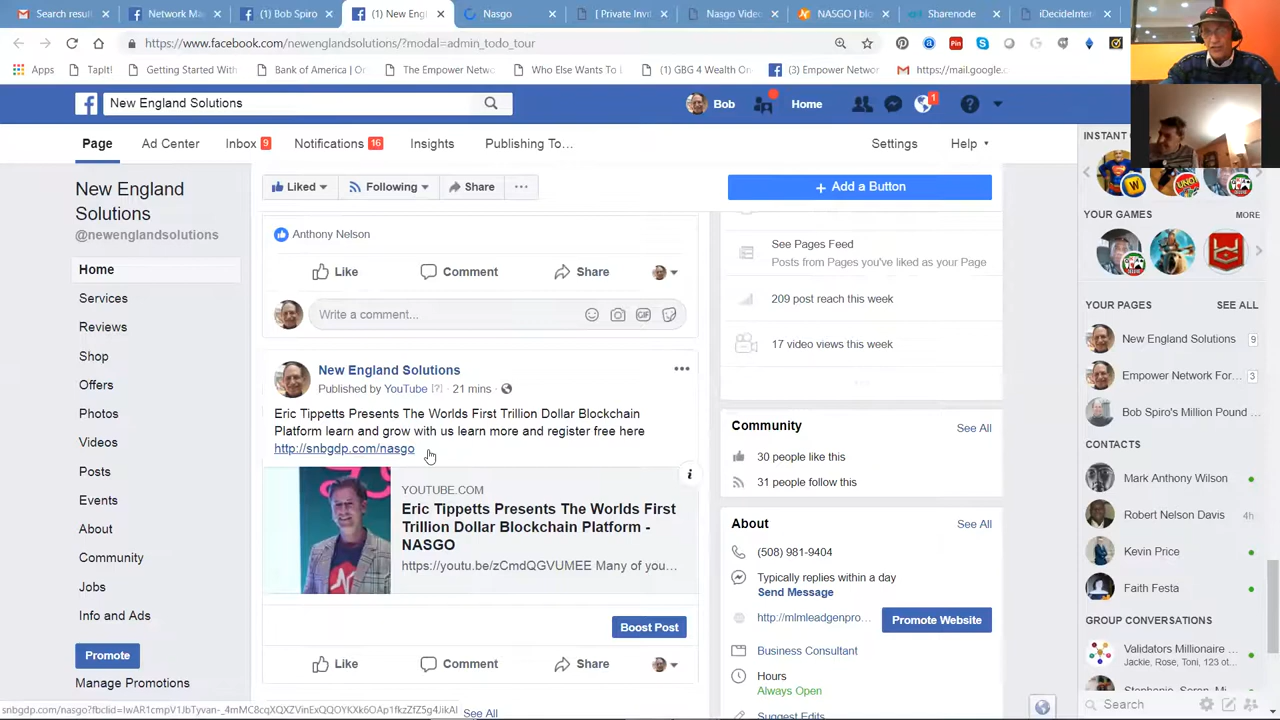 Search result
Network Ma
(1) Bob Spiro
(1) New Eng
Nasgo
[ Private Invit
Nasgo Video
NASGO | blo
Sharenode
iDecideInter
https://www.facebook.com/newenglandsolutions/?modal=admin_todo_tour
Apps
TapIt!
Getting Started With
Bank of America | On
The Empower Netw
Who Else Wants To L
(1) GBG 4 Wealth On
(3) Empower Networ
https://mail.google.c
New England Solutions
Bob
Home
1
Page
Ad Center
Inbox 9
Notifications 16
Insights
Publishing To...
Settings
Help
New England
Solutions
@newenglandsolutions
Home
Services
Reviews
Shop
Offers
Photos
Videos
Posts
Events
About
Community
Jobs
Info and Ads
Promote
Manage Promotions
Liked
Following
Share
+ Add a Button
Anthony Nelson
Like
Comment
Share
Write a comment...
GIF
New England Solutions
Published by YouTube [?] · 21 mins ·
Eric Tippetts Presents The Worlds First Trillion Dollar Blockchain
Platform learn and grow with us learn more and register free here
http://snbgdp.com/nasgo
YOUTUBE.COM
Eric Tippetts Presents The Worlds First
Trillion Dollar Blockchain Platform -
NASGO
https://youtu.be/zCmdQGVUMEE Many of you...
Boost Post
Like
Comment
Share
See All
See Pages Feed
Posts from Pages you've liked as your Page
209 post reach this week
17 video views this week
Community
See All
30 people like this
31 people follow this
About
See All
(508) 981-9404
Typically replies within a day
Send Message
http://mlmleadgenpro...
Promote Website
Business Consultant
Hours
Always Open
Suggest Edits
INSTANT
YOUR GAMES
MORE
YOUR PAGES
SEE ALL
New England Solutions
9
Empower Network For...
3
Bob Spiro's Million Pound ...
CONTACTS
Mark Anthony Wilson
Robert Nelson Davis
4h
Kevin Price
Faith Festa
GROUP CONVERSATIONS
Validators Millionaire ...
Jackie, Rose, Toni, 123 ot...
Search